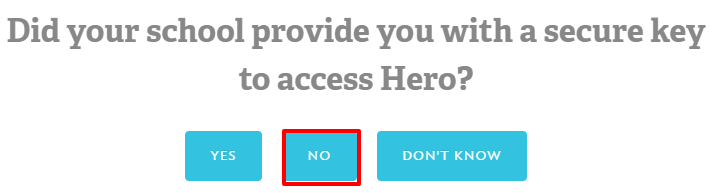 Did your school provide you with a secure key
to access Hero?
YES NO DON'T KNOW